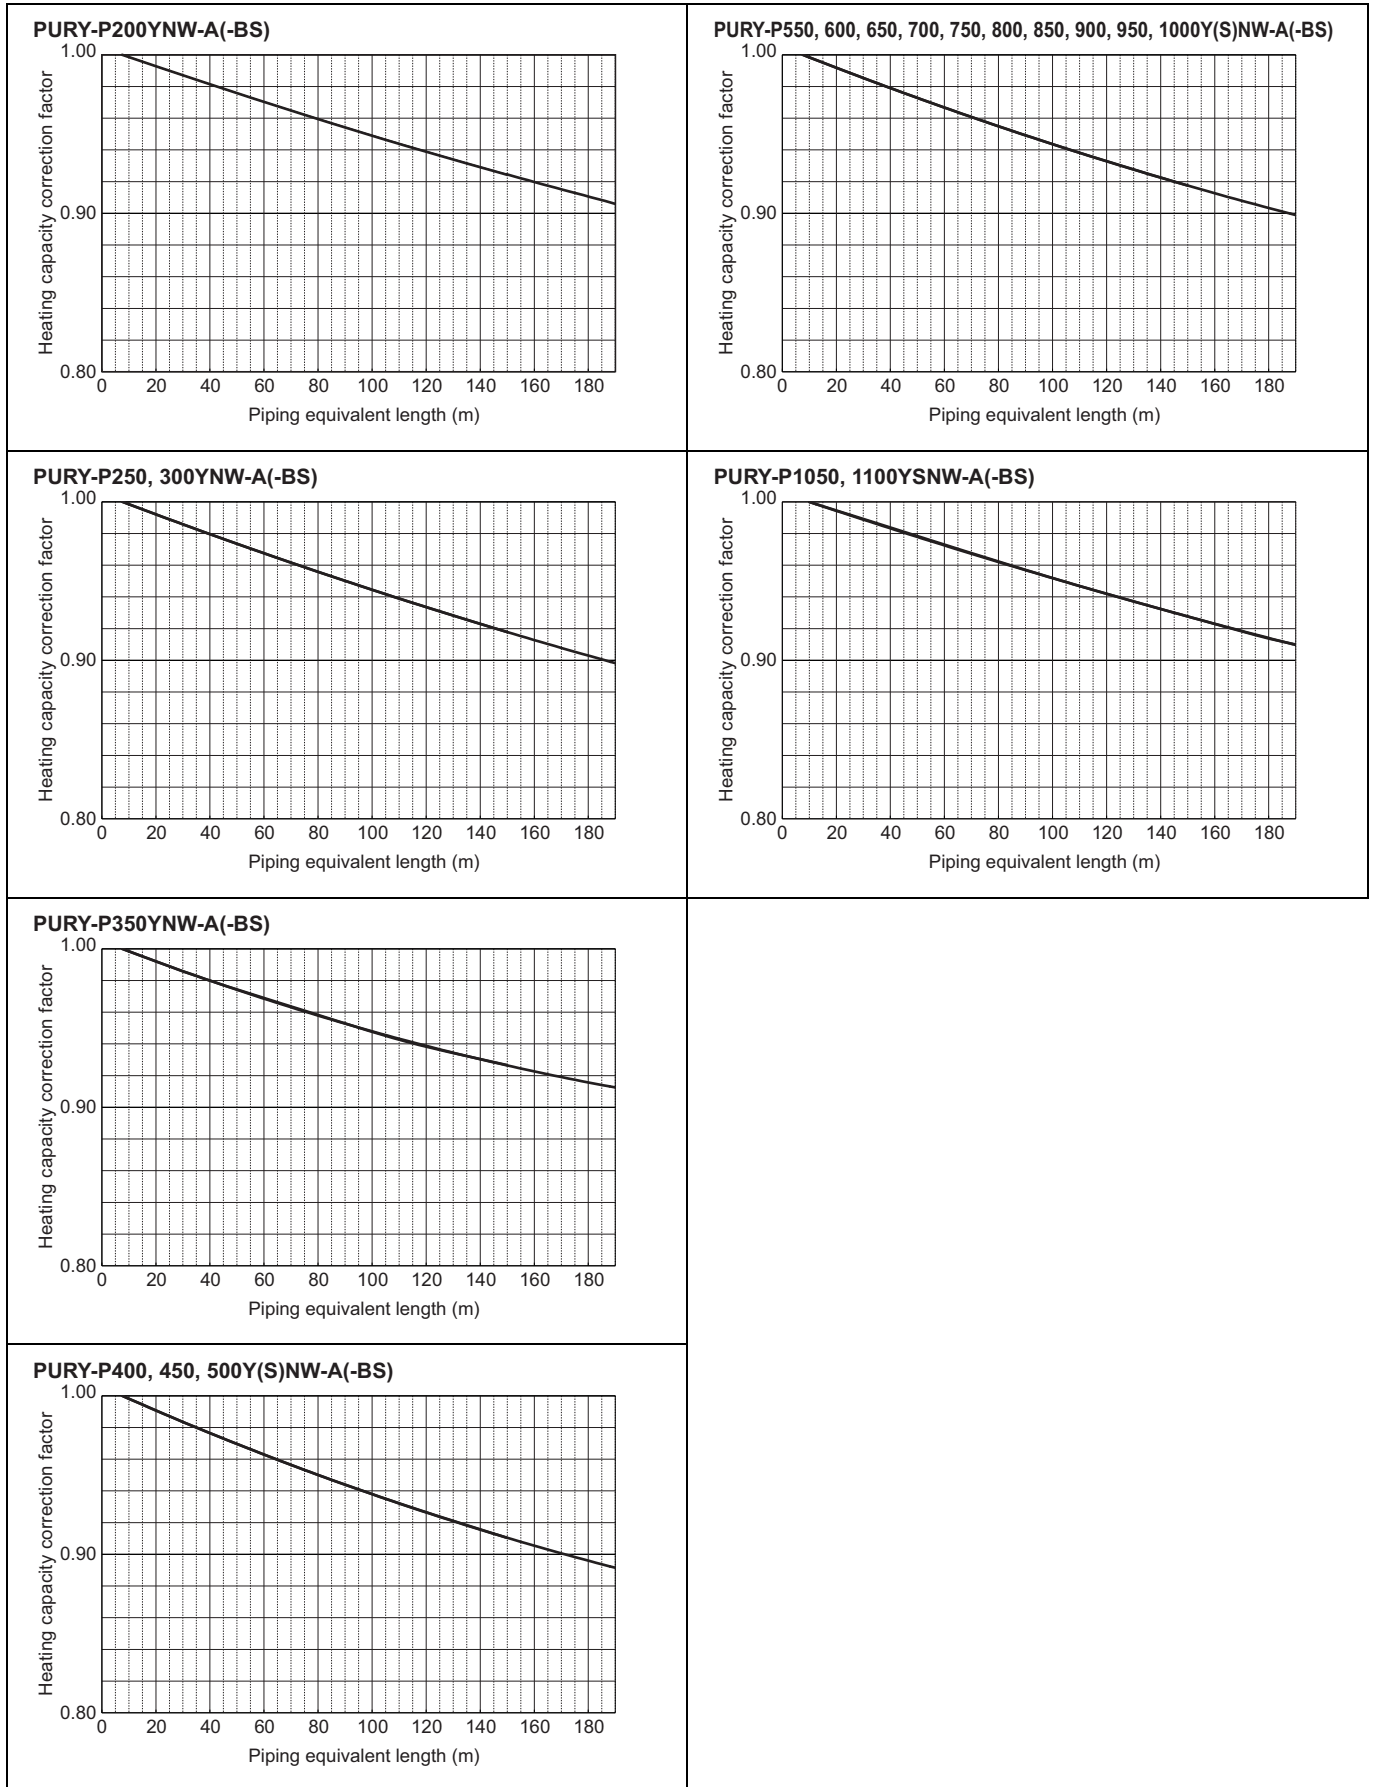 PURY-P200YNW-A(-BS)
1.00
0.90
0.80
Heating capacity correction factor
0 20 40 60 80 100 120 140 160 180
Piping equivalent length (m)
PURY-P550, 600, 650, 700, 750, 800, 850, 900, 950, 1000Y(S)NW-A(-BS)
1.00
0.90
0.80
Heating capacity correction factor
0 20 40 60 80 100 120 140 160 180
Piping equivalent length (m)
PURY-P250, 300YNW-A(-BS)
1.00
0.90
0.80
Heating capacity correction factor
0 20 40 60 80 100 120 140 160 180
Piping equivalent length (m)
PURY-P1050, 1100YSNW-A(-BS)
1.00
0.90
0.80
Heating capacity correction factor
0 20 40 60 80 100 120 140 160 180
Piping equivalent length (m)
PURY-P350YNW-A(-BS)
1.00
0.90
0.80
Heating capacity correction factor
0 20 40 60 80 100 120 140 160 180
Piping equivalent length (m)
PURY-P400, 450, 500Y(S)NW-A(-BS)
1.00
0.90
0.80
Heating capacity correction factor
0 20 40 60 80 100 120 140 160 180
Piping equivalent length (m)